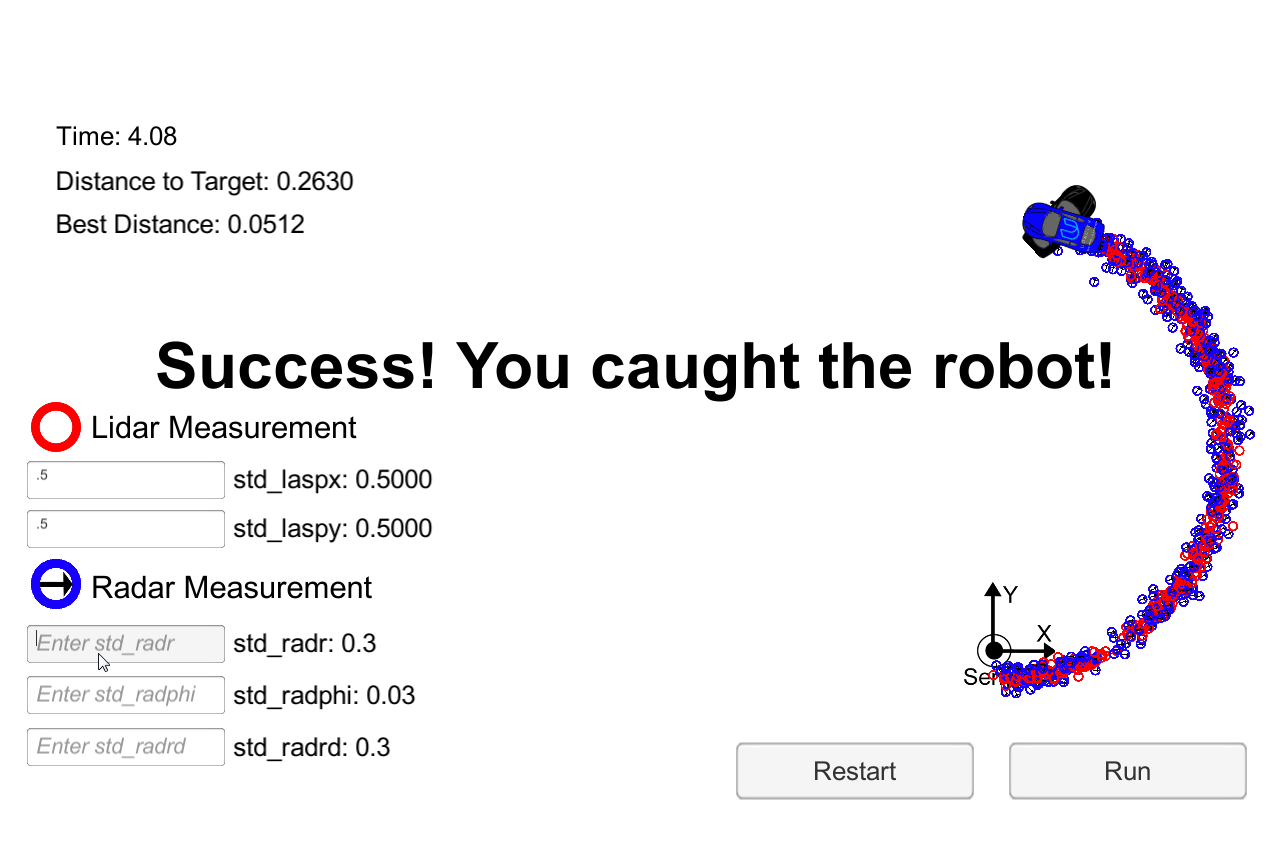 Time: 4.08
Distance to Target: 0.2630
Best Distance: 0.0512
Success! You caught the robot!
Lidar Measurement
.5 std_laspx: 0.5000
.5 std_laspy: 0.5000
Radar Measurement
Enter std_radr std_radr: 0.3
Enter std_radphi std_radphi: 0.03
Enter std_radrd std_radrd: 0.3
Y
X
Restart Run